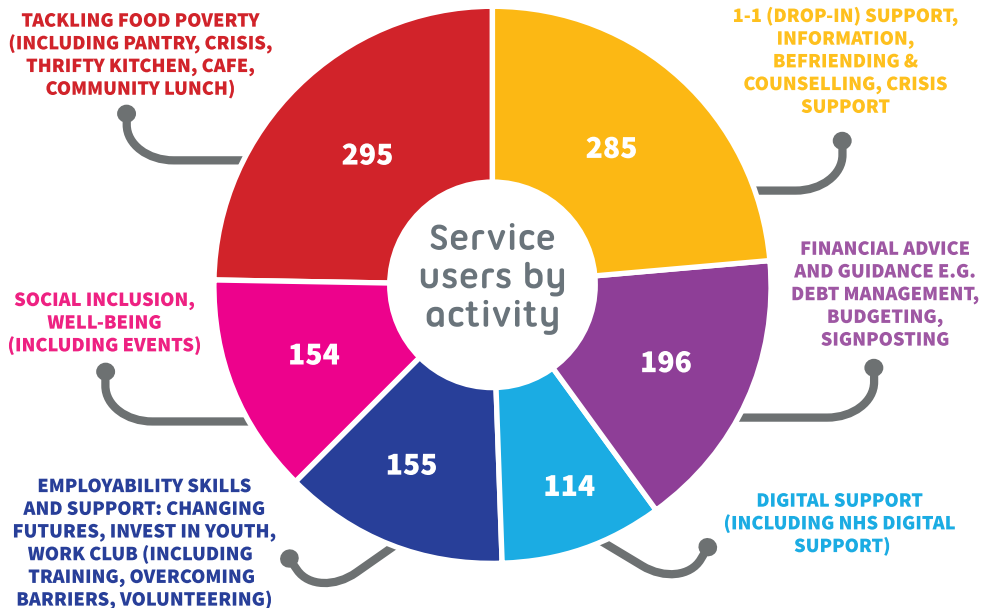 TACKLING FOOD POVERTY
(INCLUDING PANTRY, CRISIS,
THRIFTY KITCHEN, CAFE,
COMMUNITY LUNCH)
1-1 (DROP-IN) SUPPORT,
INFORMATION,
BEFRIENDING &
COUNSELLING, CRISIS
SUPPORT
295
285
Service
users by
activity
FINANCIAL ADVICE
AND GUIDANCE E.G.
DEBT MANAGEMENT,
BUDGETING,
SIGNPOSTING
SOCIAL INCLUSION,
WELL-BEING
(INCLUDING EVENTS)
154
196
155
114
EMPLOYABILITY SKILLS
AND SUPPORT: CHANGING
FUTURES, INVEST IN YOUTH,
WORK CLUB (INCLUDING
TRAINING, OVERCOMING
BARRIERS, VOLUNTEERING)
DIGITAL SUPPORT
(INCLUDING NHS DIGITAL
SUPPORT)